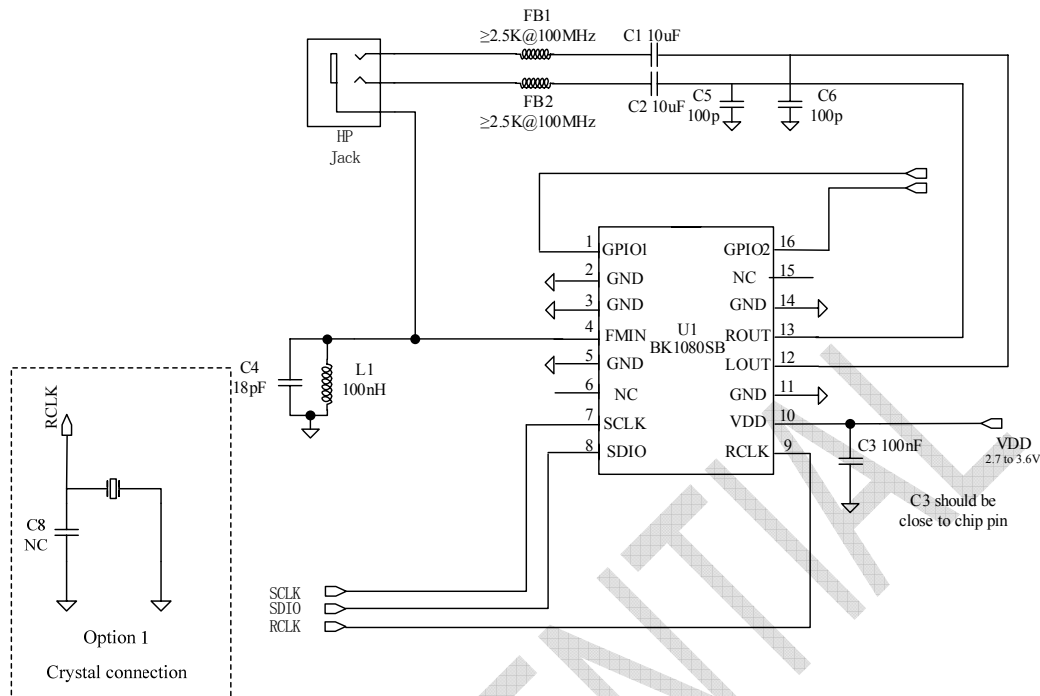 FB1
≥2.5K@100MHz
C1 10uF
C2 10uF
FB2
≥2.5K@100MHz
C5
100p
C6
100p
HP
Jack
1
GPIO1
GPIO2
16
2
GND
NC
15
3
GND
GND
14
4
FMIN
U1
BK1080SB
ROUT
13
5
GND
LOUT
12
6
NC
GND
11
7
SCLK
VDD
10
8
SDIO
RCLK
9
C4
18pF
L1
100nH
C3 100nF
VDD
2.7 to 3.6V
C3 should be
close to chip pin
RCLK
C8
NC
Option 1
Crystal connection
SCLK
SDIO
RCLK
ENTIAL